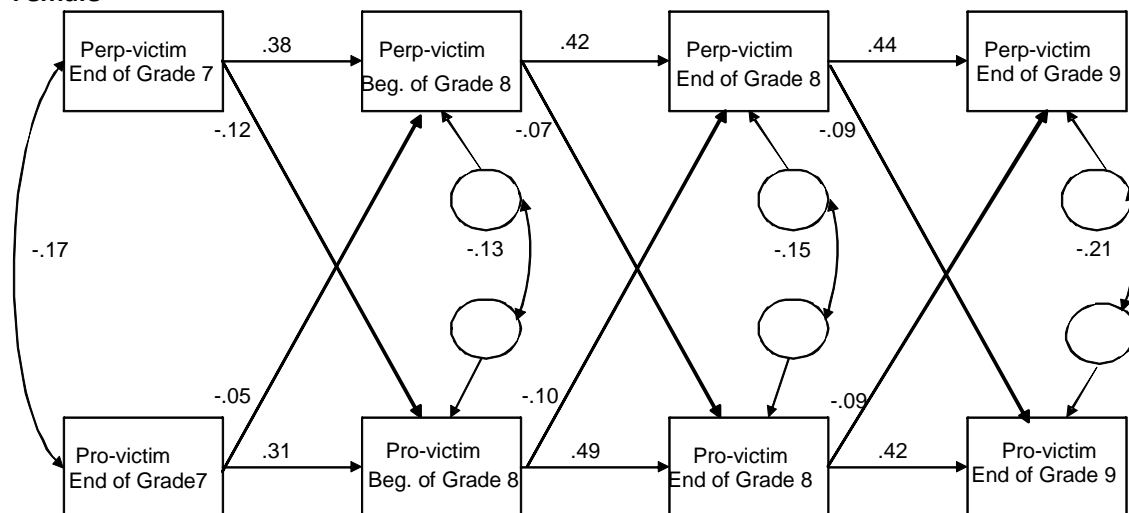 .38
.42
.44
Perp-victim
End of Grade 7
Perp-victim
Beg. of Grade 8
Perp-victim
End of Grade 8
Perp-victim
End of Grade 9
-.12
-.07
-.09
-.17
-.13
-.15
-.21
-.05
-.10
-.09
.31
.49
.42
Pro-victim
End of Grade7
Pro-victim
Beg. of Grade 8
Pro-victim
End of Grade 8
Pro-victim
End of Grade 9